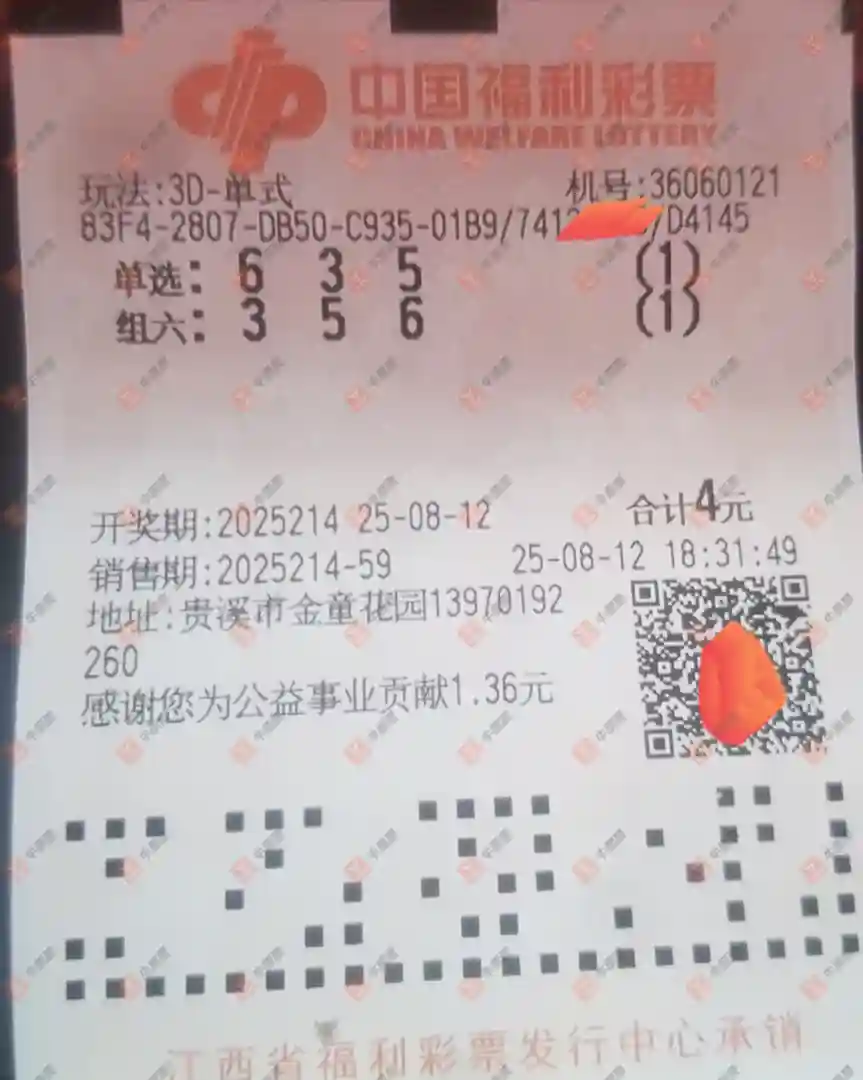 中国福利彩票
CHINA WELFARE LOTTERY
玩法:3D-单式 机号:36060121
83F4-2807-DB50-C935-01B9/741 /D4145
单选: 6 3 5 (1)
组六: 3 5 6 (1)
开奖期:2025214 25-08-12 合计4元
销售期:2025214-59 25-08-12 18:31:49
地址:贵溪市金童花园13970192
260
感谢您为公益事业贡献1.36元
江西省福利彩票发行中心承销